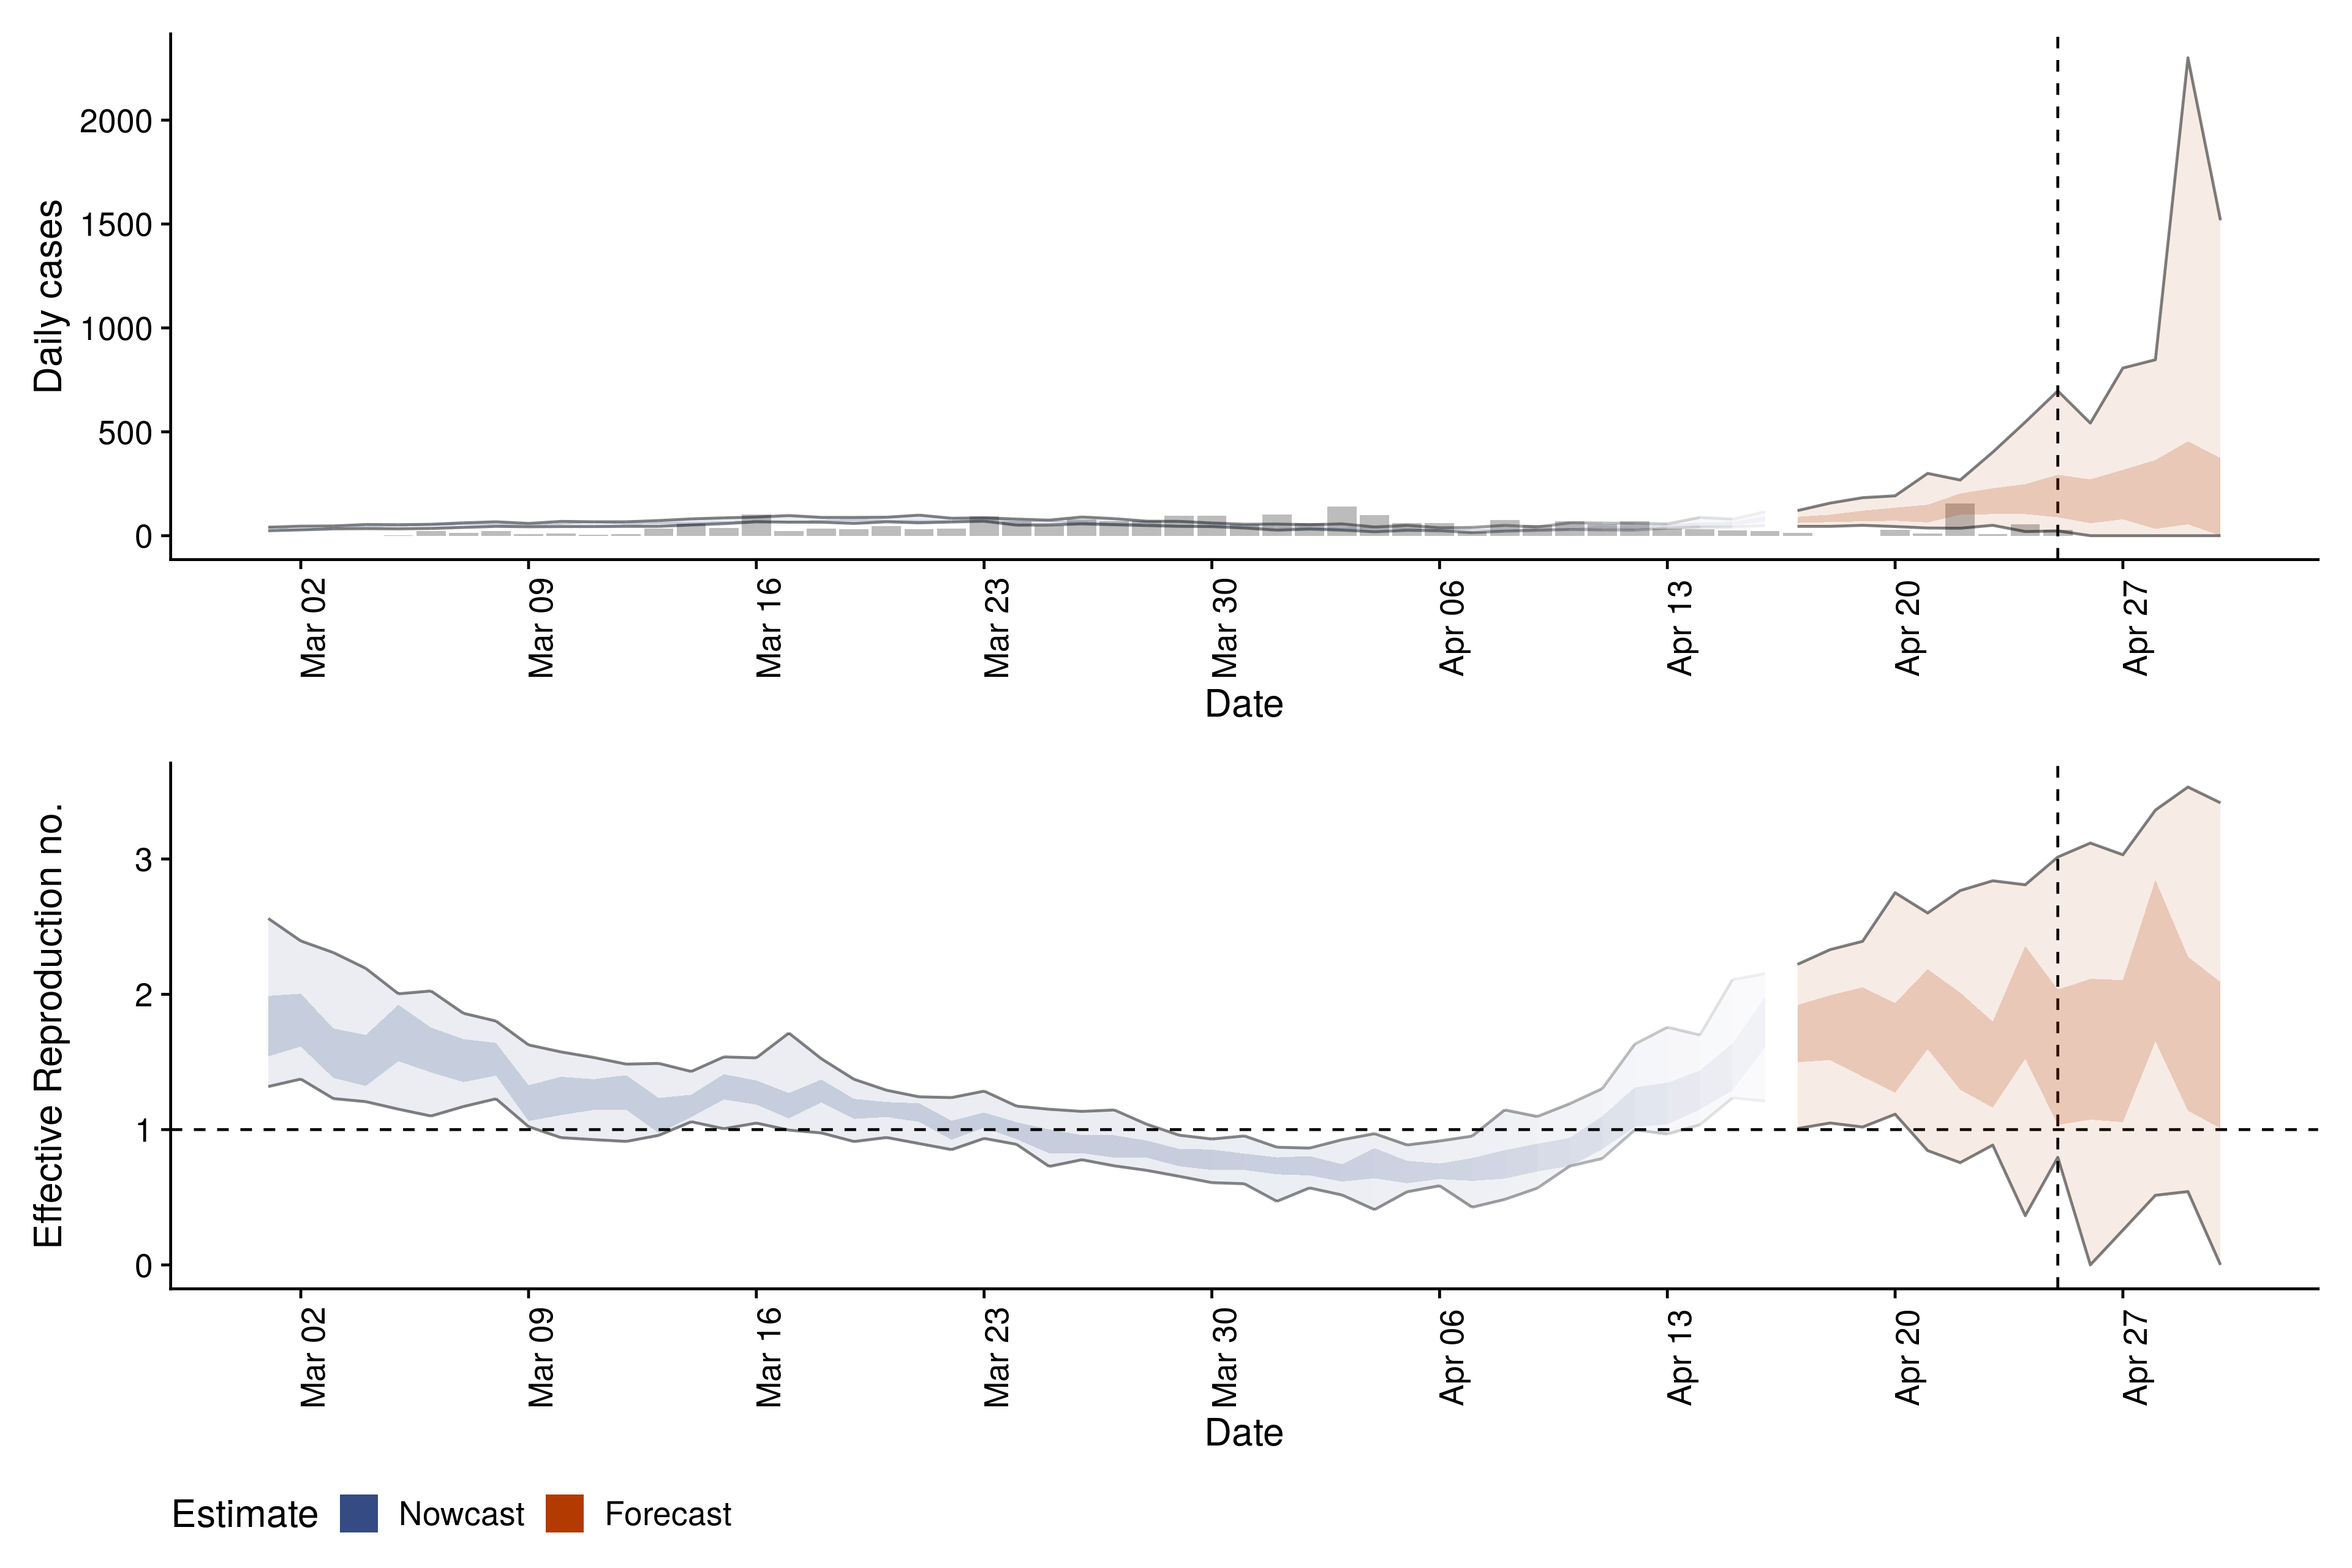 Daily cases
2000
1500
1000
500
0
Mar 02
Mar 09
Mar 16
Mar 23
Mar 30
Apr 06
Apr 13
Apr 20
Apr 27
Date
Effective Reproduction no.
3
2
1
0
Mar 02
Mar 09
Mar 16
Mar 23
Mar 30
Apr 06
Apr 13
Apr 20
Apr 27
Date
Estimate Nowcast Forecast